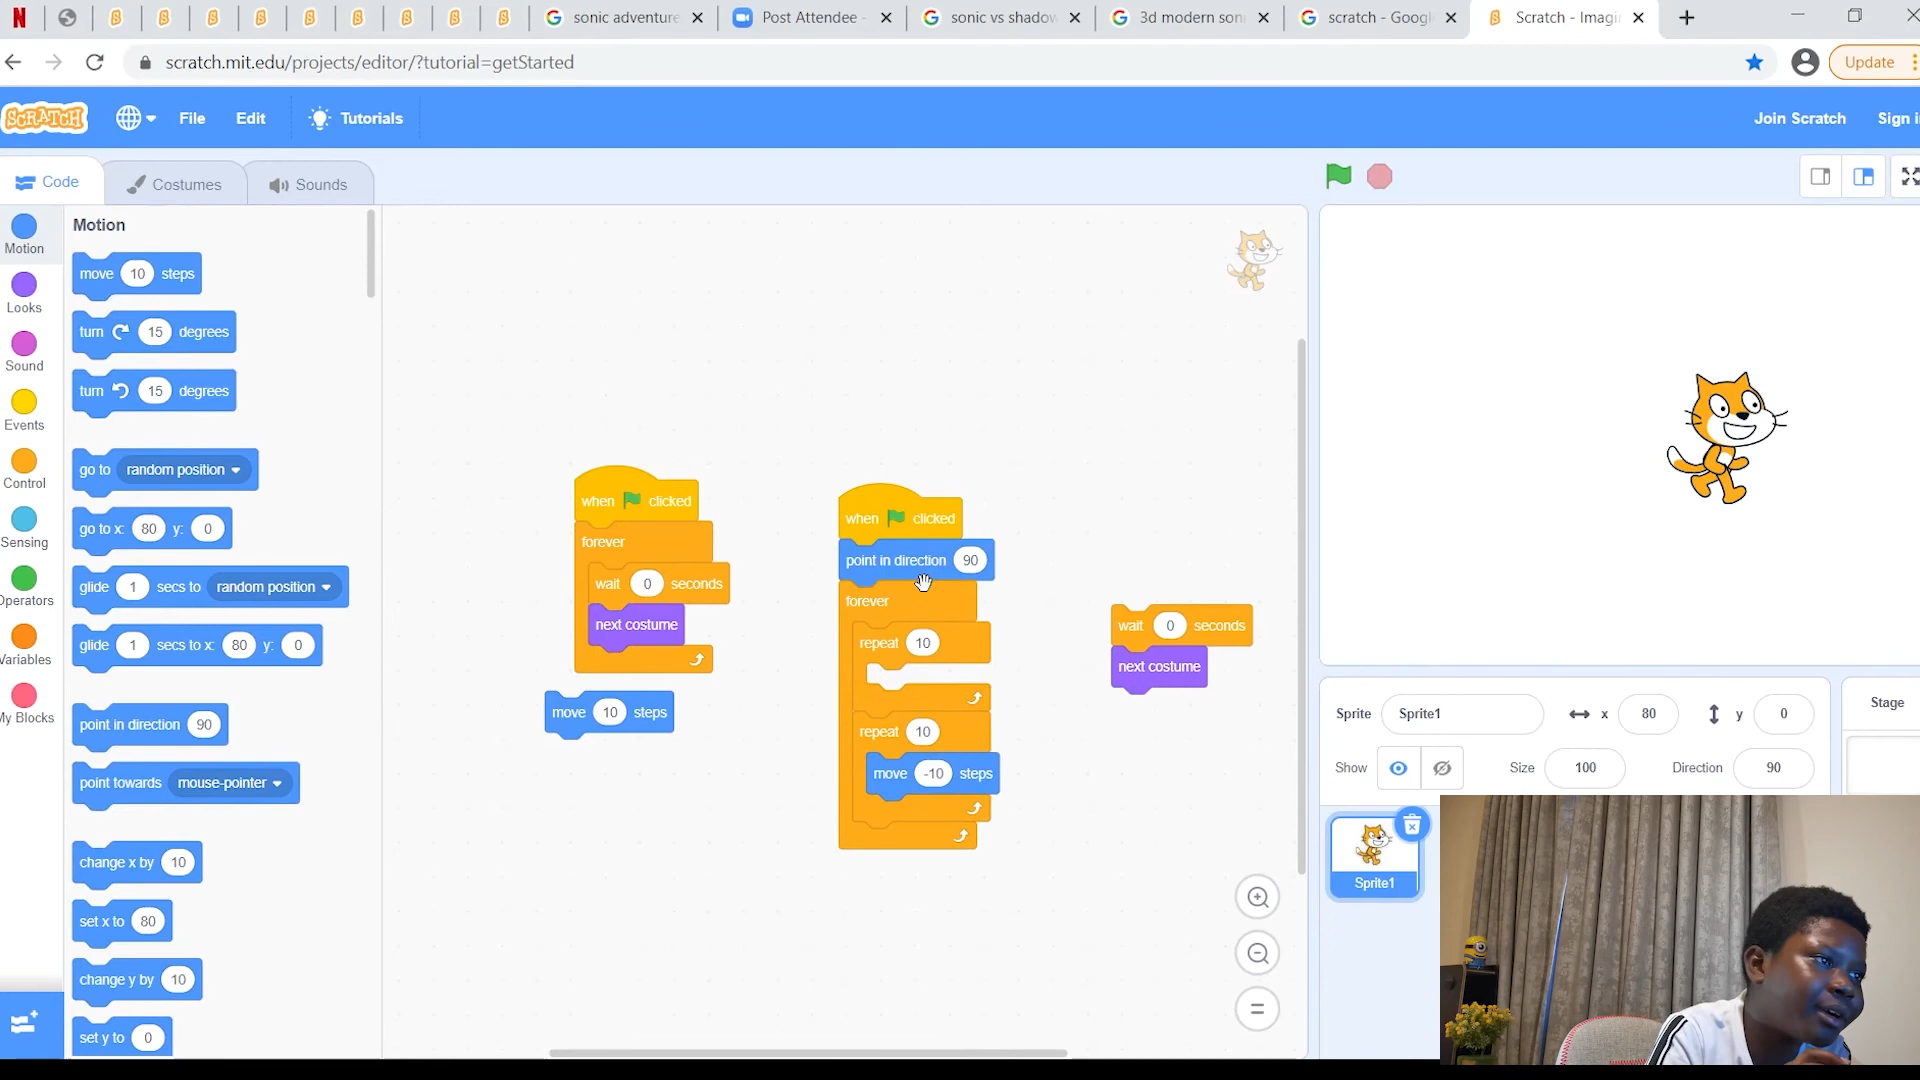 sonic adventure
Post Attendee -
sonic vs shadow
3d modern soni
scratch - Googl
Scratch - Imagi
scratch.mit.edu/projects/editor/?tutorial=getStarted
Update
SCRATCH
File
Edit
Tutorials
Join Scratch
Sign i
Code
Costumes
Sounds
Motion
Looks
Sound
Events
Control
Sensing
Operators
Variables
My Blocks
Motion
move 10 steps
turn 15 degrees
turn 15 degrees
go to random position
go to x: 80 y: 0
glide 1 secs to random position
glide 1 secs to x: 80 y: 0
point in direction 90
point towards mouse-pointer
change x by 10
set x to 80
change y by 10
set y to 0
when clicked
forever
wait 0 seconds
next costume
move 10 steps
when clicked
point in direction 90
forever
repeat 10
repeat 10
move -10 steps
wait 0 seconds
next costume
Sprite Sprite1 x 80 y 0
Show Size 100 Direction 90
Sprite1
Stage